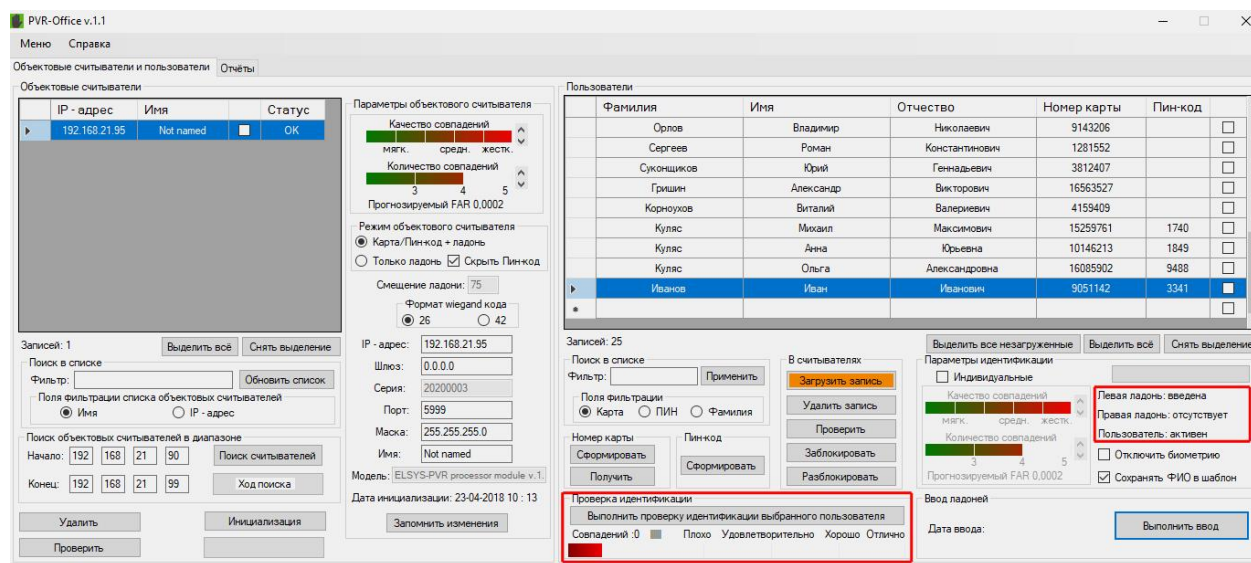 PVR-Office v.1.1
Меню Справка
Объектовые считыватели и пользователи Отчёты
Объектовые считыватели
IP - адрес Имя Статус
192.168.21.95 Not named OK
Записей: 1 Выделить всё Снять выделение
Поиск в списке
Фильтр: Обновить список
Поля фильтрации списка объектовых считывателей
Имя IP - адрес
Поиск объектовых считывателей в диапазоне
Начало: 192 168 21 90 Поиск считывателей
Конец: 192 168 21 99 Ход поиска
Удалить Инициализация
Проверить
Параметры объектового считывателя
Качество совпадений
мягк. средн. жестк.
Количество совпадений
3 4 5
Прогнозируемый FAR 0,0002
Режим объектового считывателя
Карта/Пин-код + ладонь
Только ладонь Скрыть Пин-код
Смещение ладони: 75
Формат wiegand кода
26 42
IP - адрес: 192.168.21.95
Шлюз: 0.0.0.0
Серия: 20200003
Порт: 5999
Маска: 255.255.255.0
Имя: Not named
Модель: ELSYS-PVR processor module v.1.
Дата инициализации: 23-04-2018 10 : 13
Запомнить изменения
Пользователи
Фамилия Имя Отчество Номер карты Пин-код
Орлов Владимир Николаевич 9143206
Сергеев Роман Константинович 1281552
Суконщиков Юрий Геннадьевич 3812407
Гришин Александр Викторович 16563527
Корноухов Виталий Валериевич 4159409
Куляс Михаил Максимович 15259761 1740
Куляс Анна Юрьевна 10146213 1849
Куляс Ольга Александровна 16085902 9488
Иванов Иван Иванович 9051142 3341
Записей: 25 Выделить все незагруженные Выделить всё Снять выделение
Поиск в списке
Фильтр: Применить
Поля фильтрации
Карта ПИН Фамилия
Номер карты
Сформировать
Получить
Пин-код
Сформировать
В считывателях
Загрузить запись
Удалить запись
Проверить
Заблокировать
Разблокировать
Параметры идентификации
Индивидуальные
Качество совпадений
мягк. средн. жестк.
Количество совпадений
3 4 5
Прогнозируемый FAR 0,0002
Левая ладонь: введена
Правая ладонь: отсутствует
Пользователь: активен
Отключить биометрию
Сохранять ФИО в шаблон
Проверка идентификации
Выполнить проверку идентификации выбранного пользователя
Совпадений :0 Плохо Удовлетворительно Хорошо Отлично
Ввод ладоней
Дата ввода: Выполнить ввод